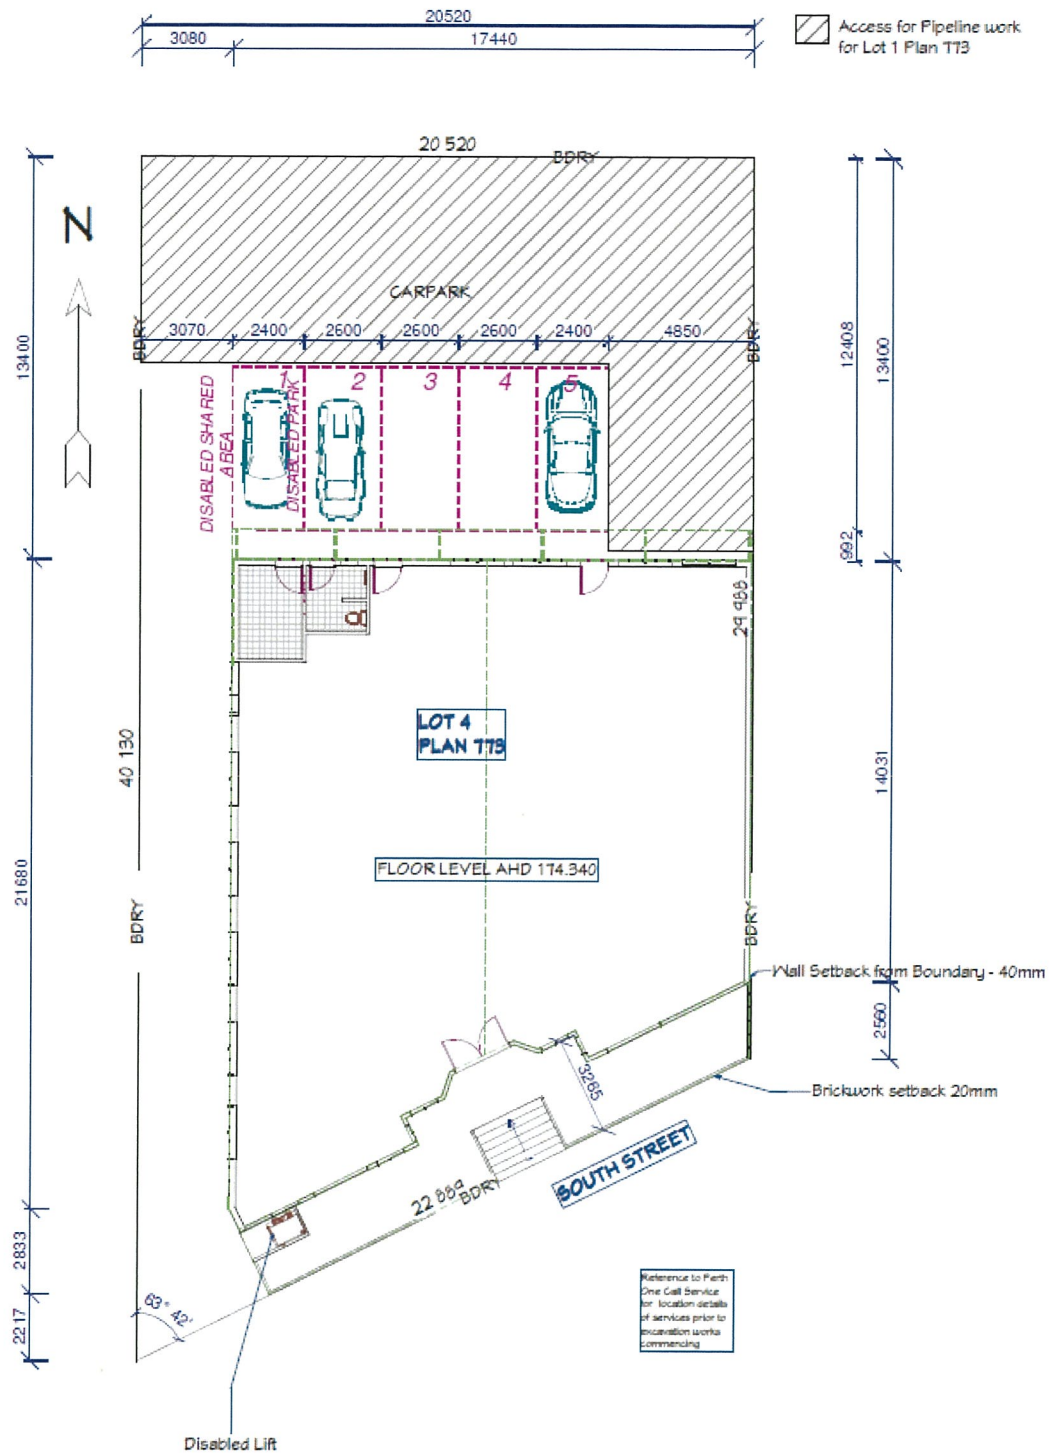 20520
3080
17440
Access for Pipeline work
for Lot 1 Plan T73
20 520
BDRY
N
CARPARK
BDRY
BDRY
3070
2400
2600
2600
2600
2400
4850
13400
12408
13400
1
2
3
4
5
DISABLED SHARED
AREA
DISABLED PARK
992
29 988
LOT 4
PLAN T73
40 130
14031
FLOOR LEVEL AHD 174.340
21680
BDRY
BDRY
Wall Setback from Boundary - 40mm
2560
3265
Brickwork setback 20mm
SOUTH STREET
22 889
BDRY
2833
2217
63° 42'
Reference to Perth
One Call Service
for location details
of services prior to
excavation works
commencing
Disabled Lift